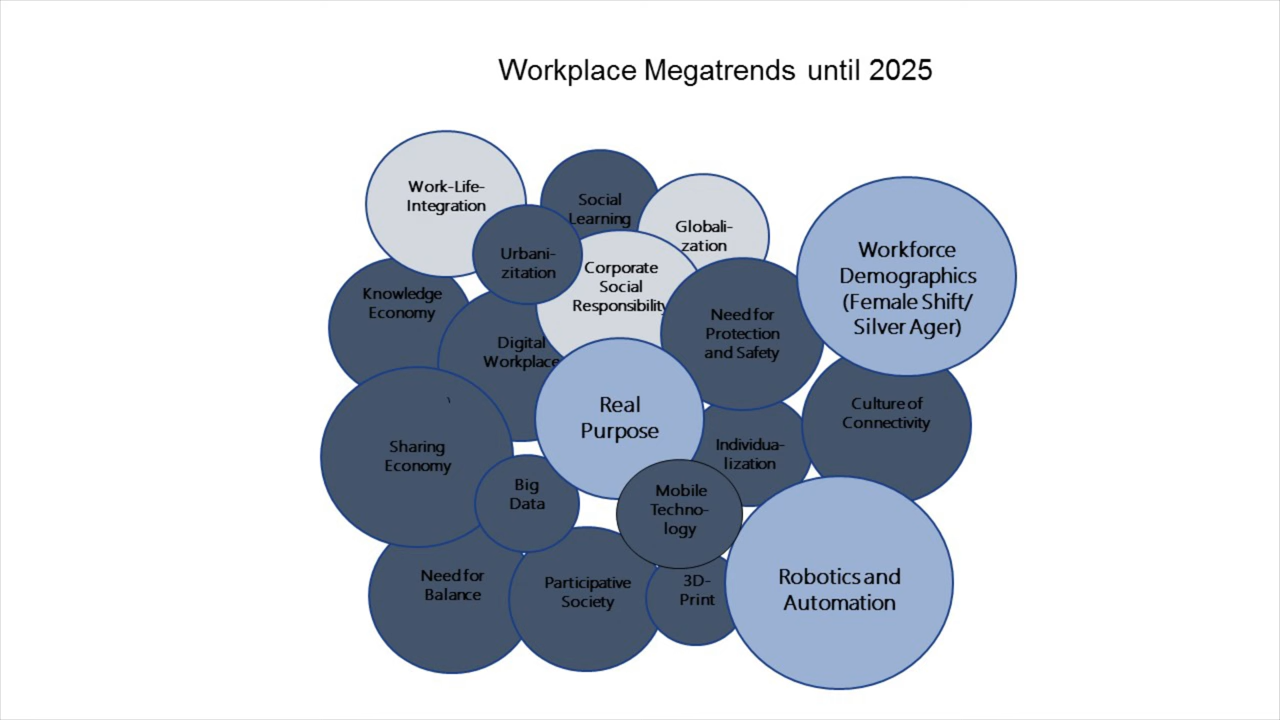 Workplace Megatrends until 2025
Work-Life-
Integration
Social
Learning
Globali-
zation
Urbani-
zitation
Corporate
Social
Responsibility
Workforce
Demographics
(Female Shift/
Silver Ager)
Knowledge
Economy
Digital
Workplace
Need for
Protection
and Safety
Real
Purpose
Culture of
Connectivity
Sharing
Economy
Individua-
lization
Big
Data
Mobile
Techno-
logy
Need for
Balance
Participative
Society
3D-
Print
Robotics and
Automation